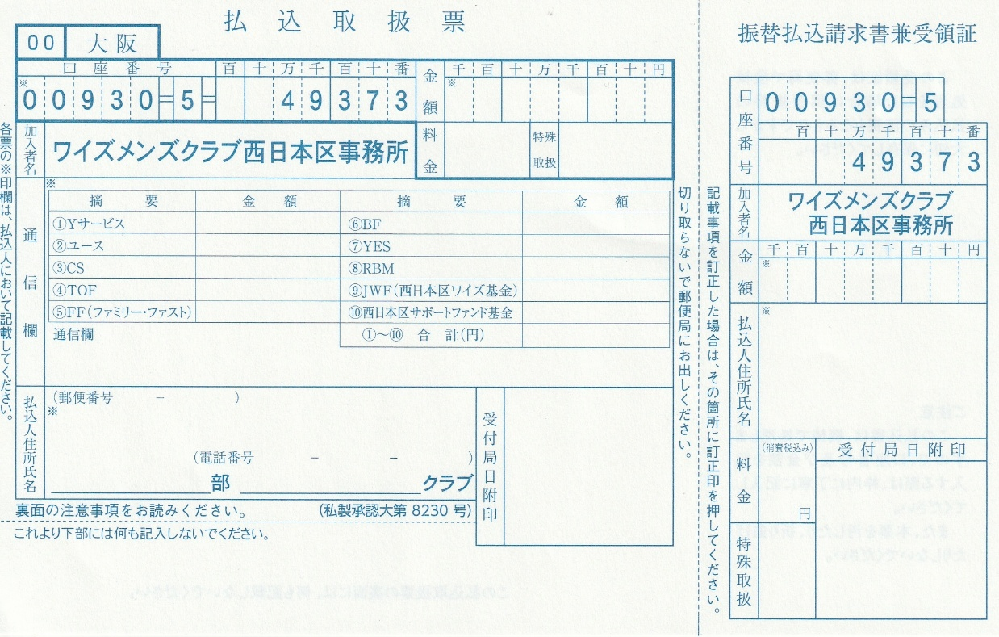 払込取扱票
00 大阪
口座番号 百十万千百十番
※
00930=5= 49373
金額 千百十万千百十円
※
加入者名 ワイズメンズクラブ西日本区事務所
料金 特殊取扱
各票の※印欄は、払込人において記載してください。
通信欄
※
摘要 金額 摘要 金額
①Yサービス ⑥BF
②ユース ⑦YES
③CS ⑧RBM
④TOF ⑨JWF(西日本区ワイズ基金)
⑤FF(ファミリー・ファスト) ⑩西日本区サポートファンド基金
通信欄 ①〜⑩ 合計(円)
払込人住所氏名
(郵便番号 － )
※
(電話番号 － － )
部 クラブ
受付局日附印
裏面の注意事項をお読みください。 (私製承認大第8230号)
これより下部には何も記入しないでください。
切り取らないで郵便局にお出しください。
記載事項を訂正した場合は、その箇所に訂正印を押してください。
振替払込請求書兼受領証
口座番号 00930=5
百十万千百十番
49373
加入者名 ワイズメンズクラブ
西日本区事務所
金額 千百十万千百十円
※
払込人住所氏名
※
料金 (消費税込み) 円
受付局日附印
特殊取扱